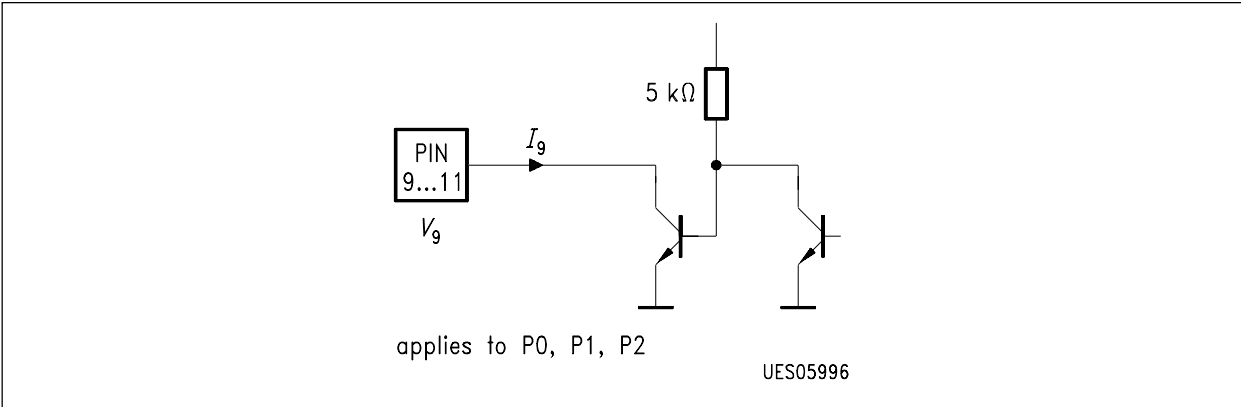 5 kΩ
I9
PIN
9...11
V9
applies to P0, P1, P2
UES05996